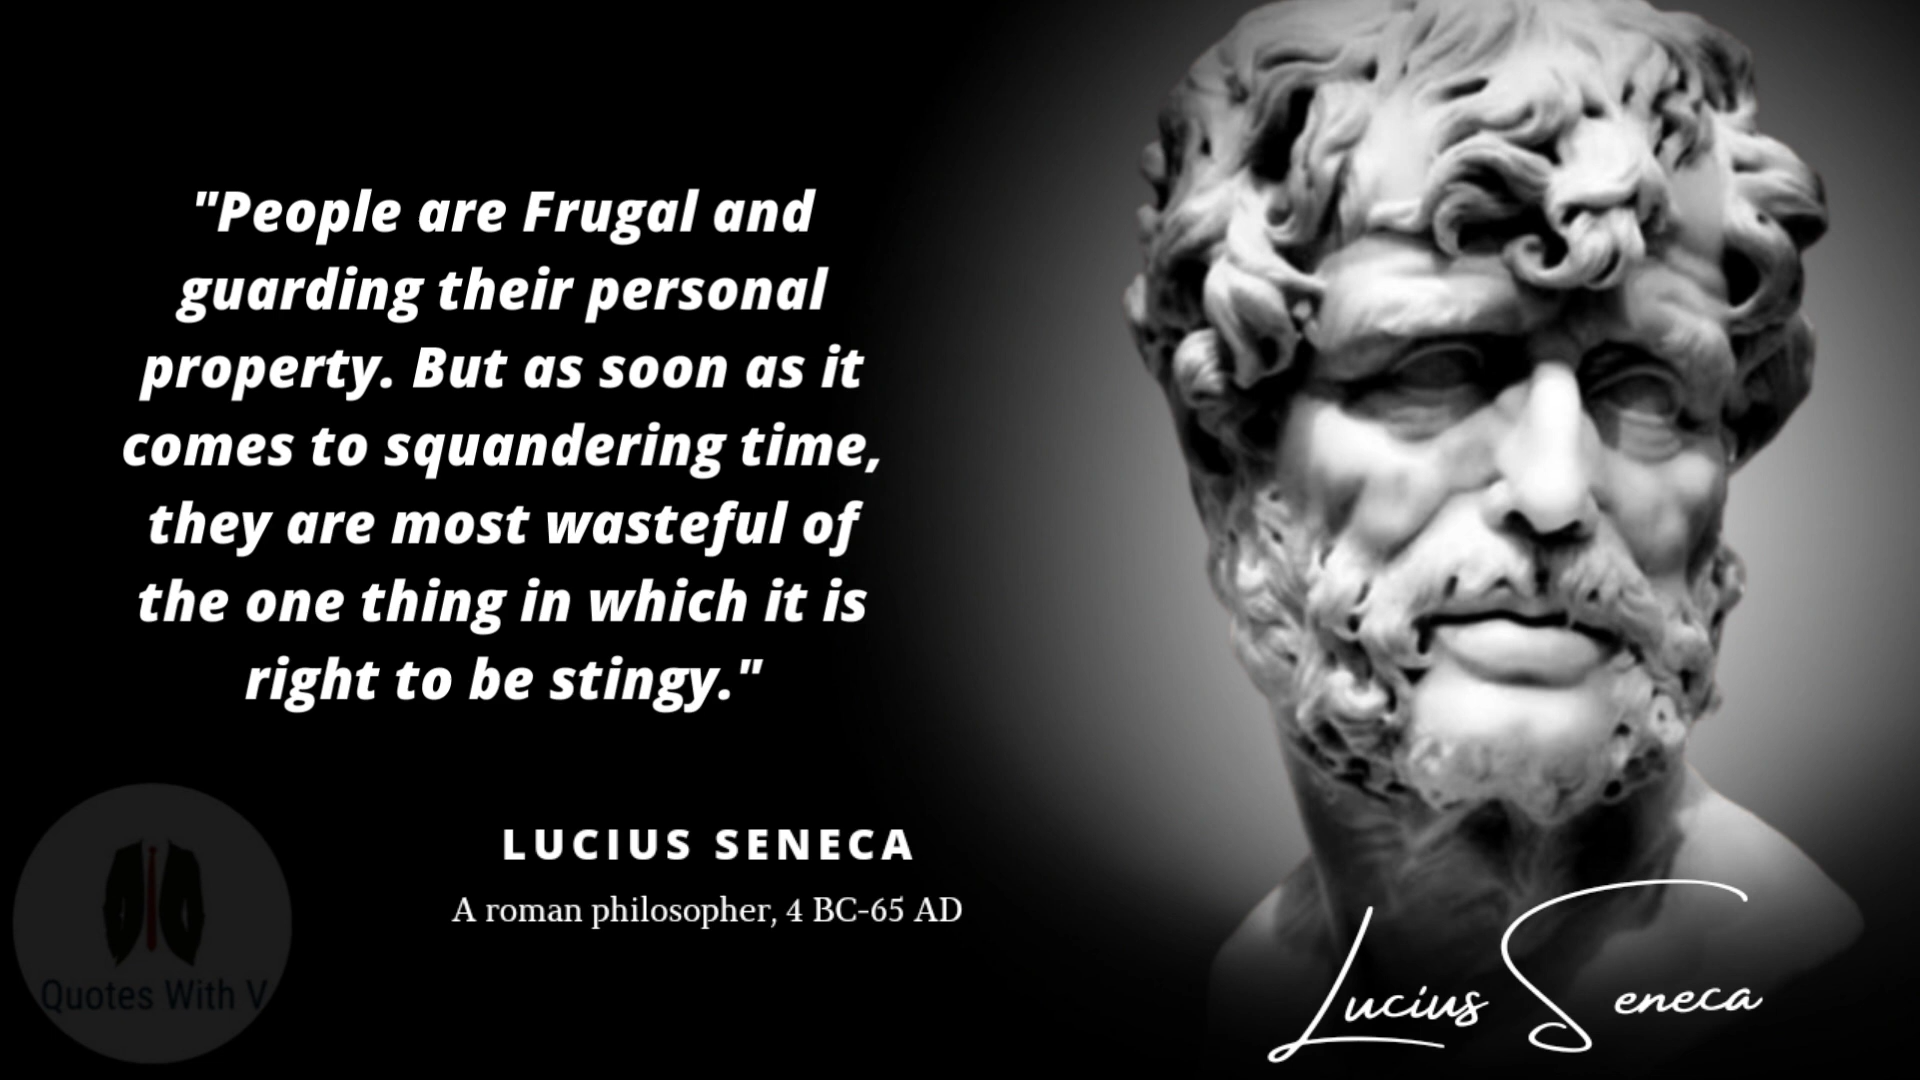 "People are Frugal and
guarding their personal
property. But as soon as it
comes to squandering time,
they are most wasteful of
the one thing in which it is
right to be stingy."
LUCIUS SENECA
A roman philosopher, 4 BC-65 AD
Lucius Seneca
Quotes With V